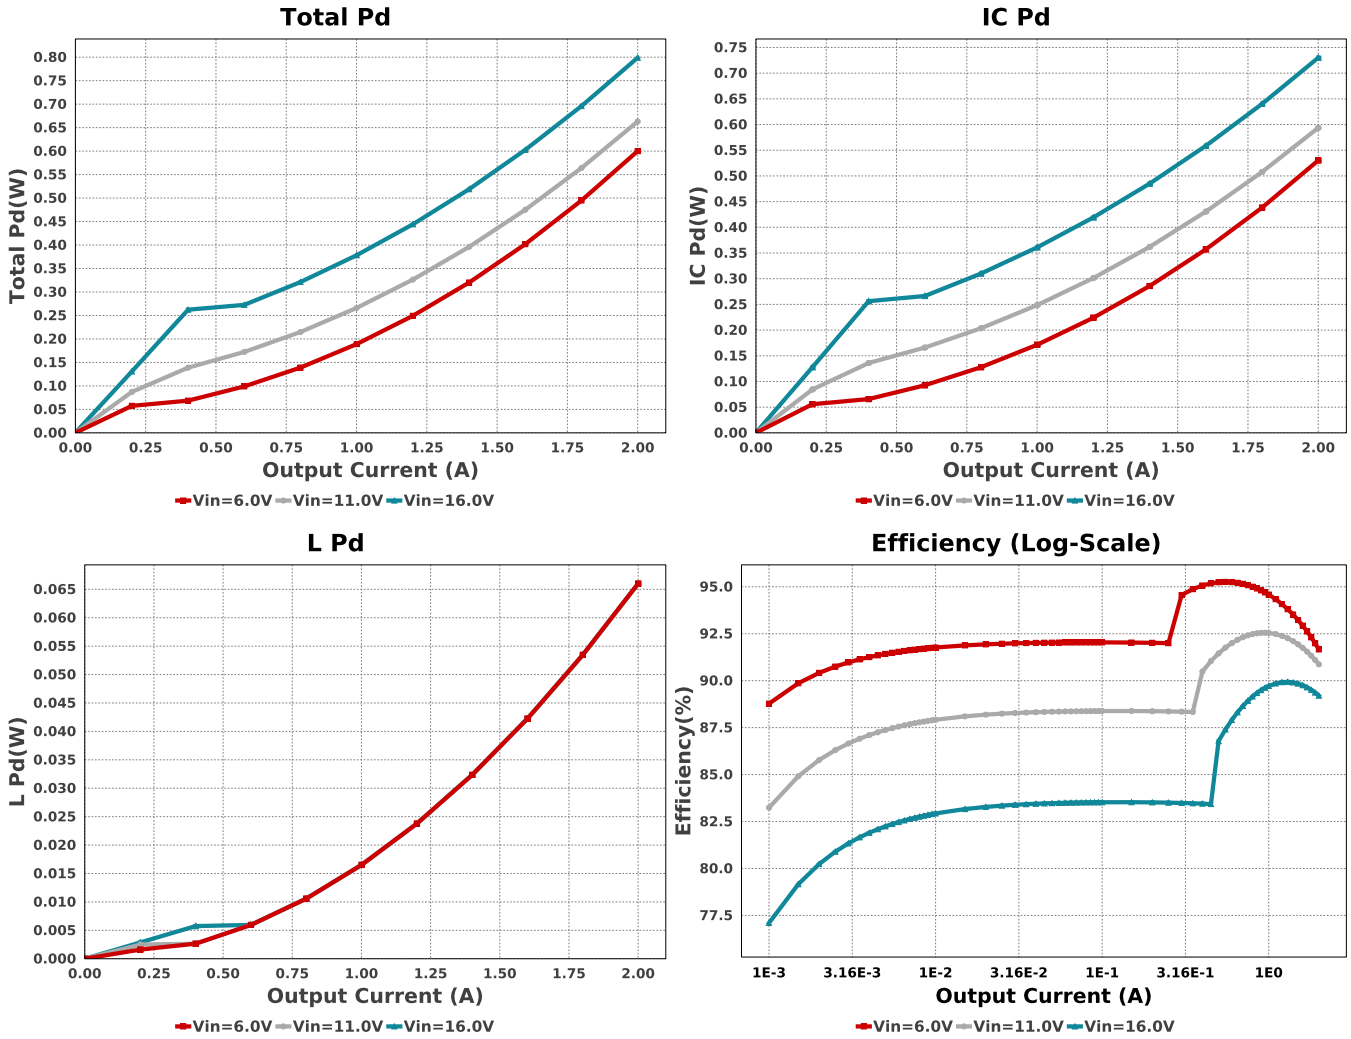 Total Pd
0.80
0.75
0.70
0.65
0.60
0.55
0.50
0.45
0.40
0.35
0.30
0.25
0.20
0.15
0.10
0.05
0.00
Total Pd(W)
0.00 0.25 0.50 0.75 1.00 1.25 1.50 1.75 2.00
Output Current (A)
Vin=6.0V Vin=11.0V Vin=16.0V
IC Pd
0.75
0.70
0.65
0.60
0.55
0.50
0.45
0.40
0.35
0.30
0.25
0.20
0.15
0.10
0.05
0.00
IC Pd(W)
0.00 0.25 0.50 0.75 1.00 1.25 1.50 1.75 2.00
Output Current (A)
Vin=6.0V Vin=11.0V Vin=16.0V
L Pd
0.065
0.060
0.055
0.050
0.045
0.040
0.035
0.030
0.025
0.020
0.015
0.010
0.005
0.000
L Pd(W)
0.00 0.25 0.50 0.75 1.00 1.25 1.50 1.75 2.00
Output Current (A)
Vin=6.0V Vin=11.0V Vin=16.0V
Efficiency (Log-Scale)
95.0
92.5
90.0
87.5
85.0
82.5
80.0
77.5
Efficiency(%)
1E-3 3.16E-3 1E-2 3.16E-2 1E-1 3.16E-1 1E0
Output Current (A)
Vin=6.0V Vin=11.0V Vin=16.0V